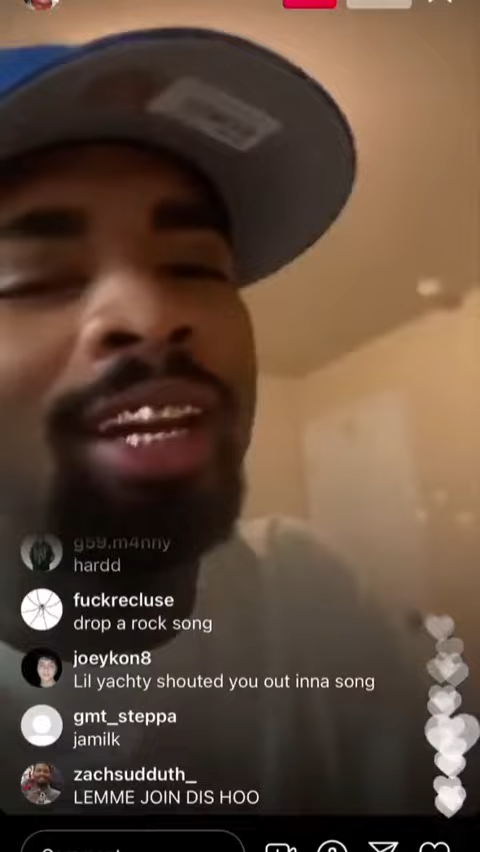 g59.m4nny
hardd
fuckrecluse
drop a rock song
joeykon8
Lil yachty shouted you out inna song
gmt_steppa
jamilk
zachsudduth_
LEMME JOIN DIS HOO